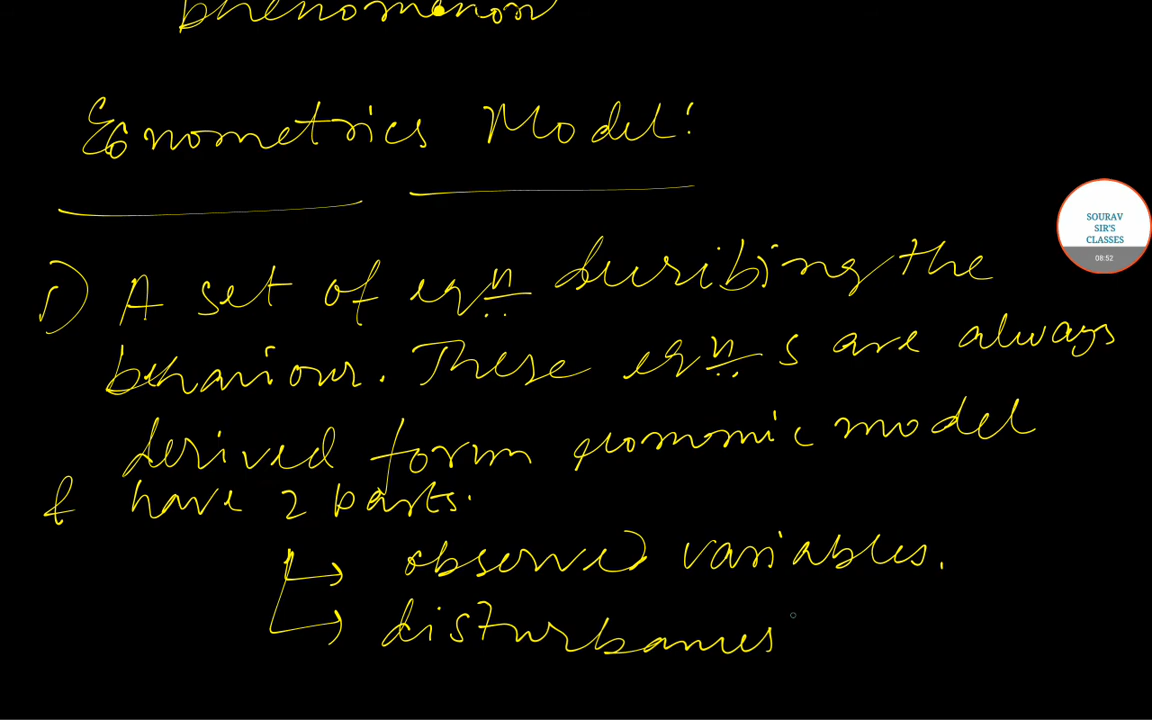 phenomenon
Econometrics Model:
1) A set of eqn describing the
behaviour. These eqn s are always
derived form economic model
& have 2 parts.
observed variables.
disturbances
SOURAV
SIR'S
CLASSES
08:52